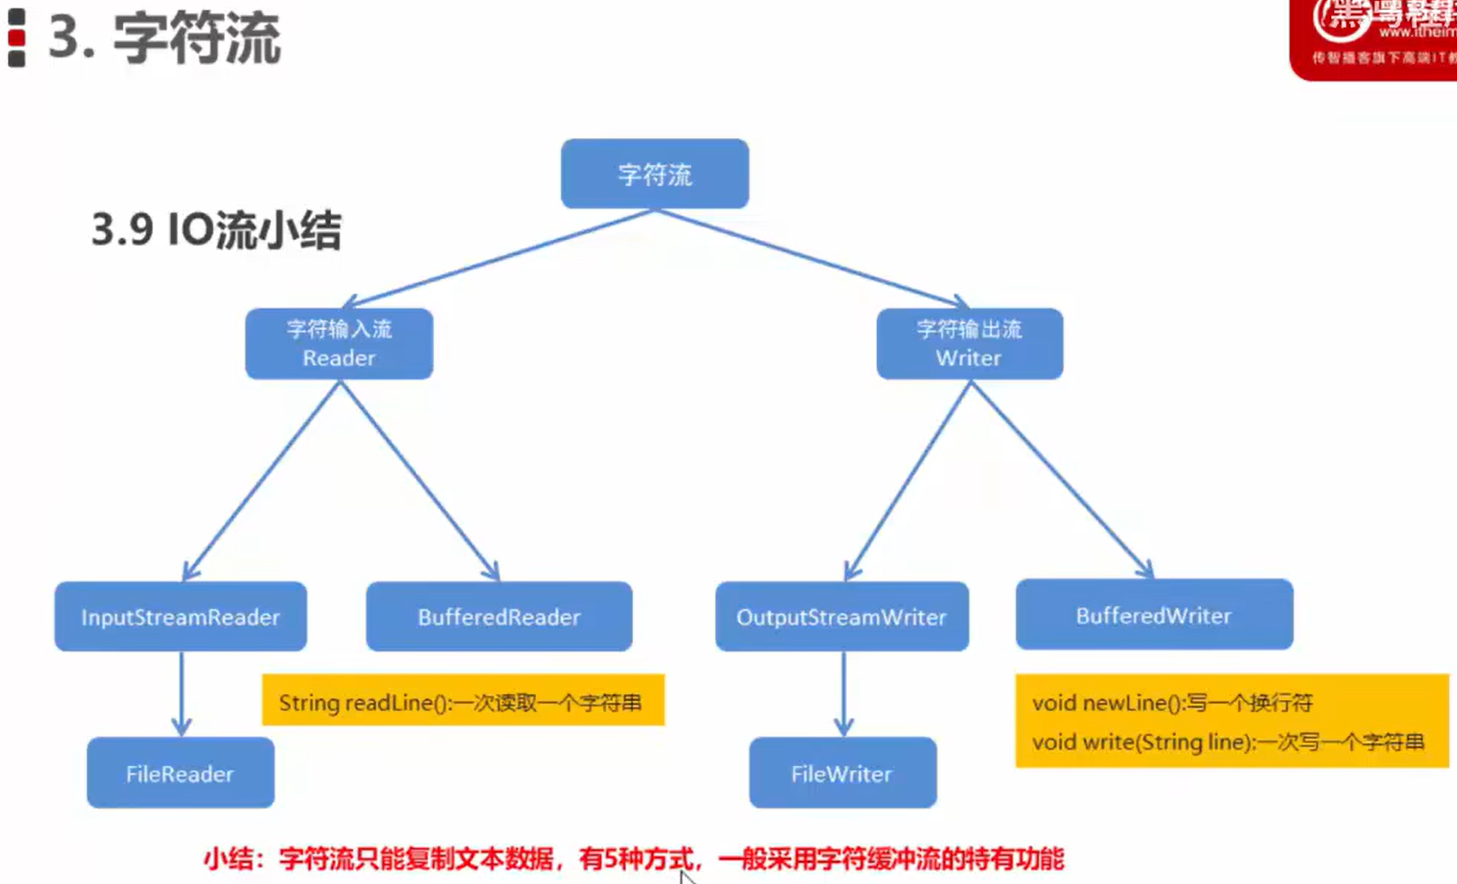 3. 字符流
www.itheim
传智播客旗下高端IT教
字符流
3.9 IO流小结
字符输入流
Reader
字符输出流
Writer
InputStreamReader
BufferedReader
OutputStreamWriter
BufferedWriter
String readLine():一次读取一个字符串
void newLine():写一个换行符
void write(String line):一次写一个字符串
FileReader
FileWriter
小结：字符流只能复制文本数据，有5种方式，一般采用字符缓冲流的特有功能